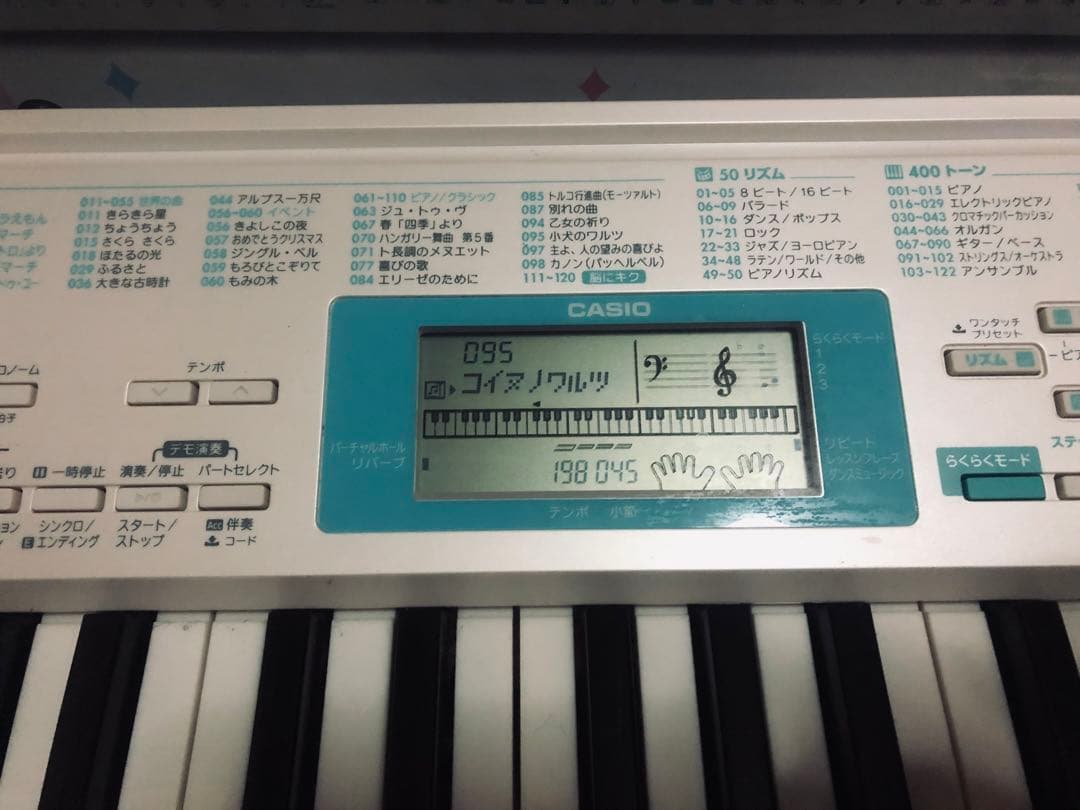 011~055 世界の曲
011 きらきら星
012 ちょうちょう
015 さくら さくら
018 ほたるの光
029 ふるさと
036 大きな古時計
044 アルプス一万尺
056~060 イベント
056 きよしこの夜
057 おめでとうクリスマス
058 ジングル・ベル
059 もろびとこぞりて
060 もみの木
061~110 ピアノ/クラシック
063 ジュ・トゥ・ヴ
067 春「四季」より
070 ハンガリー舞曲 第5番
071 ト長調のメヌエット
077 喜びの歌
084 エリーゼのために
085 トルコ行進曲(モーツァルト)
087 別れの曲
094 乙女の祈り
095 小犬のワルツ
097 主よ、人の望みの喜びよ
098 カノン(パッヘルベル)
111~120 脳にキク
50 リズム
01~05 8ビート/16ビート
06~09 バラード
10~16 ダンス/ポップス
17~21 ロック
22~33 ジャズ/ヨーロピアン
34~48 ラテン/ワールド/その他
49~50 ピアノリズム
400 トーン
001~015 ピアノ
016~029 エレクトリックピアノ
030~043 クロマチックパーカッション
044~066 オルガン
067~090 ギター/ベース
091~102 ストリングス/オーケストラ
103~122 アンサンブル
CASIO
095
コイヌノワルツ
198 045
らくらくモード
1
2
3
バーチャルホール
リバーブ
リピート
レッスンフレーズ
ダンスミュージック
テンポ 小節
テンポ
デモ演奏
一時停止
演奏/停止
パートセレクト
シンクロ/
E エンディング
スタート/
ストップ
Acc 伴奏
コード
ワンタッチ
プリセット
リズム
らくらくモード